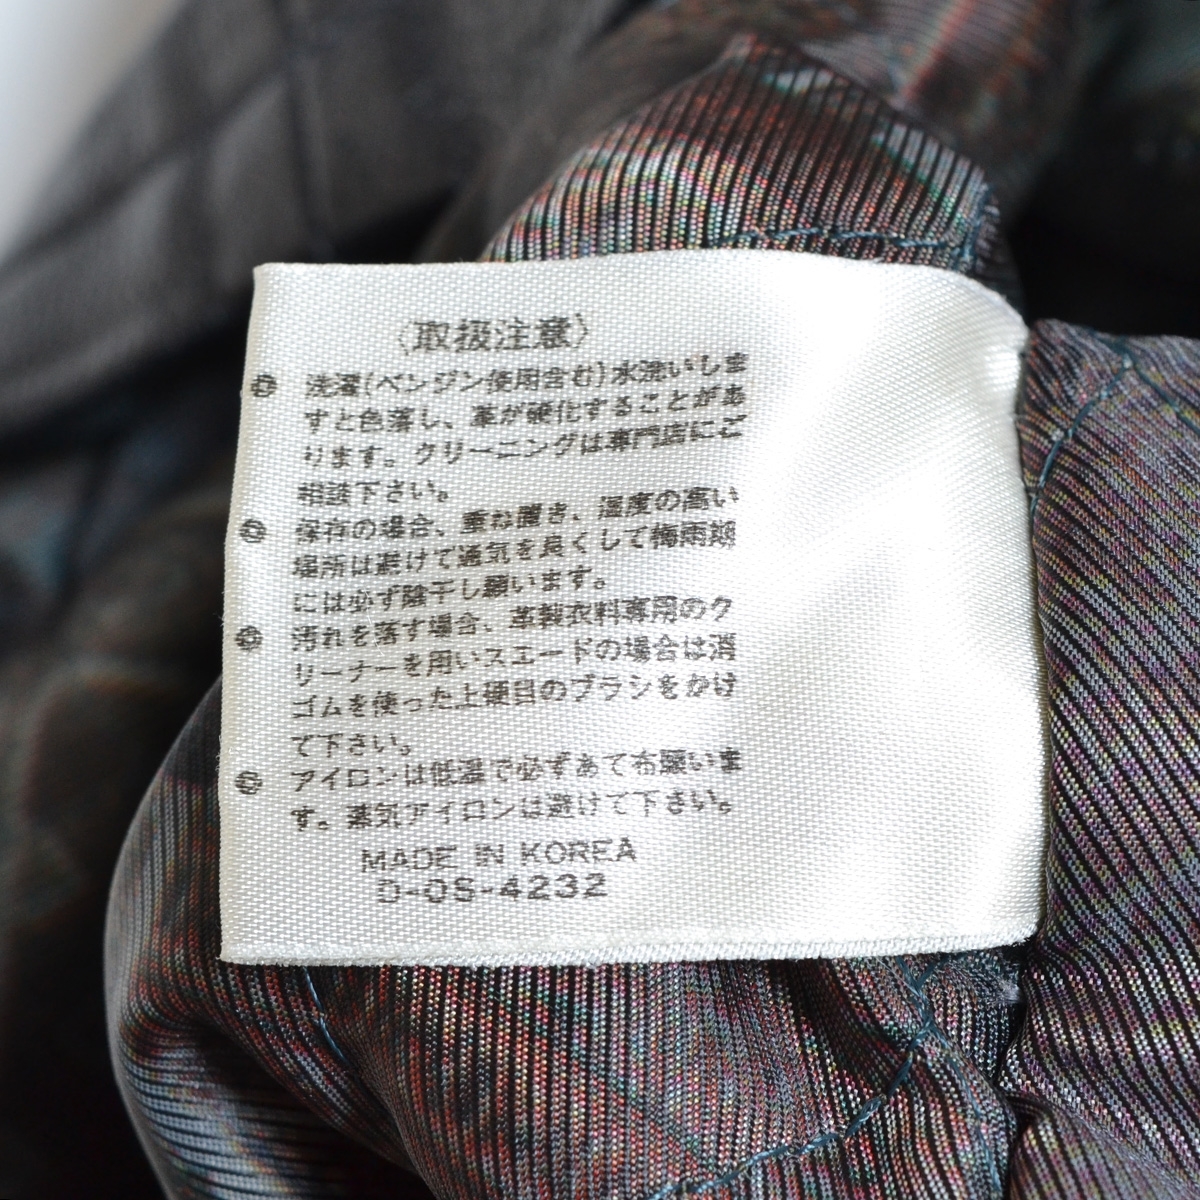 〈取扱注意〉
洗濯(ベンジン使用含む)水洗いしま
すと色落し、革が硬化することがあ
ります。クリーニングは専門店にご
相談下さい。
保存の場合、重ね置き、温度の高い
場所は避けて通気を良くして梅雨期
には必ず陰干し願います。
汚れを落す場合、革製衣料専用のク
リーナーを用いスエードの場合は消
ゴムを使った上硬目のブラシをかけ
て下さい。
アイロンは低温で必ずあて布願いま
す。蒸気アイロンは避けて下さい。
MADE IN KOREA
D-OS-4232